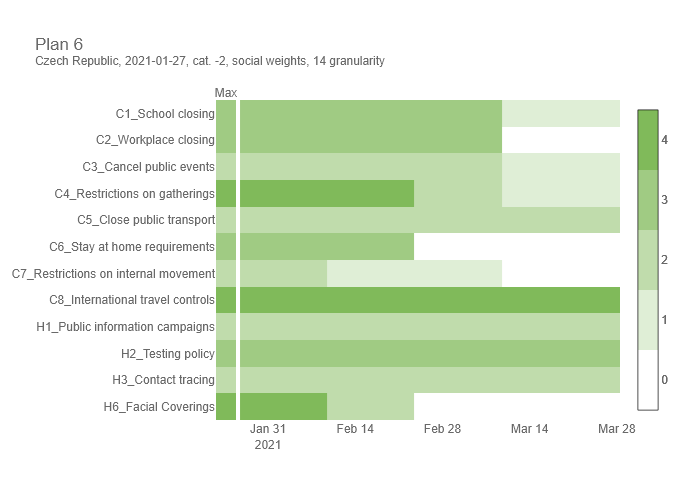 Plan 6
Czech Republic, 2021-01-27, cat. -2, social weights, 14 granularity
Max
C1_School closing
C2_Workplace closing
C3_Cancel public events
C4_Restrictions on gatherings
C5_Close public transport
C6_Stay at home requirements
C7_Restrictions on internal movement
C8_International travel controls
H1_Public information campaigns
H2_Testing policy
H3_Contact tracing
H6_Facial Coverings
Jan 31 Feb 14 Feb 28 Mar 14 Mar 28
2021
4
3
2
1
0